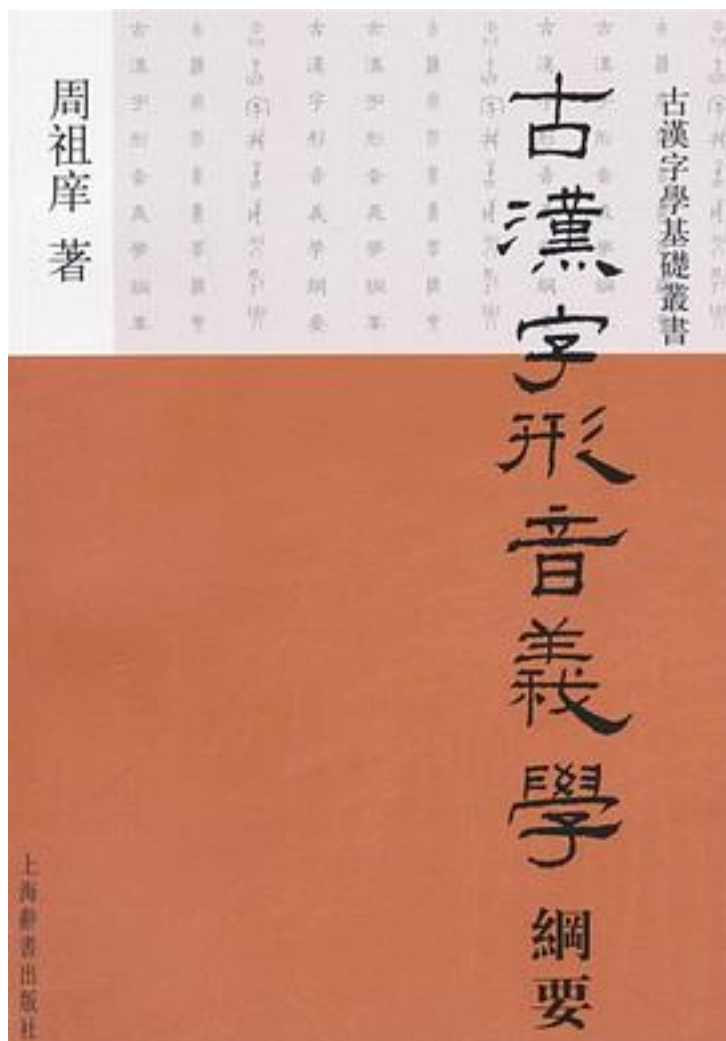 古漢字學基礎叢書
古漢字形音義學
綱要
周祖庠 著
上海辭書出版社